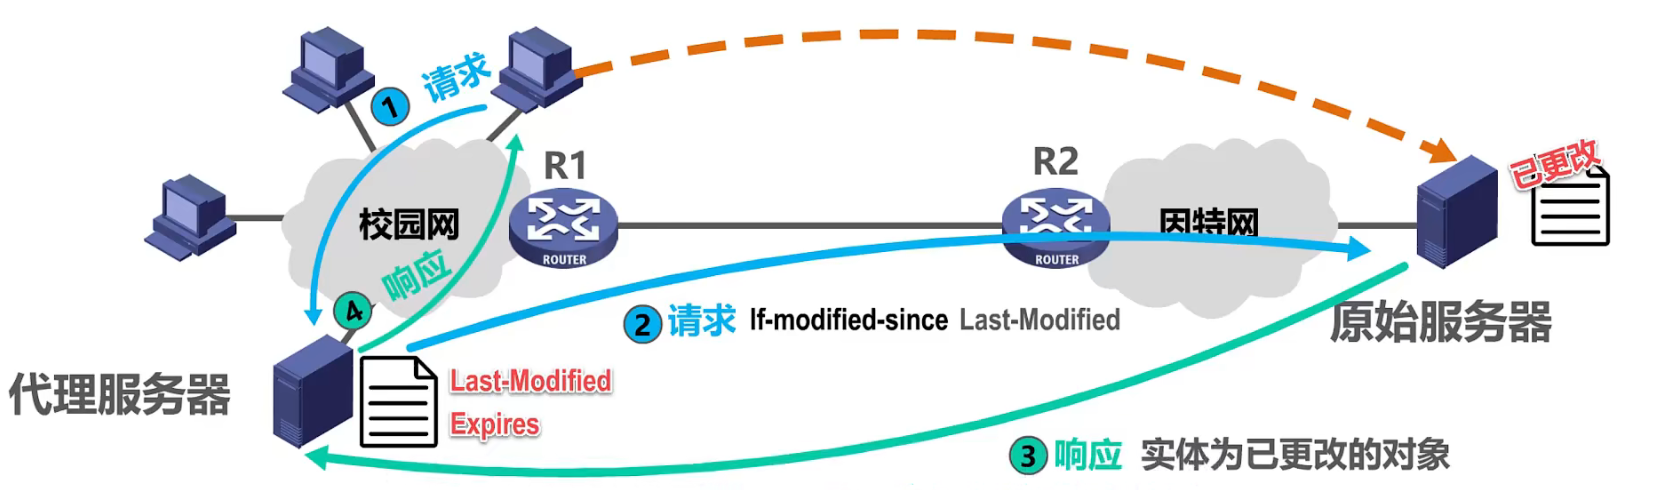 1 请求
R1
R2
已更改
校园网
因特网
ROUTER
ROUTER
4 响应
2 请求 If-modified-since Last-Modified
原始服务器
代理服务器
Last-Modified
Expires
3 响应 实体为已更改的对象